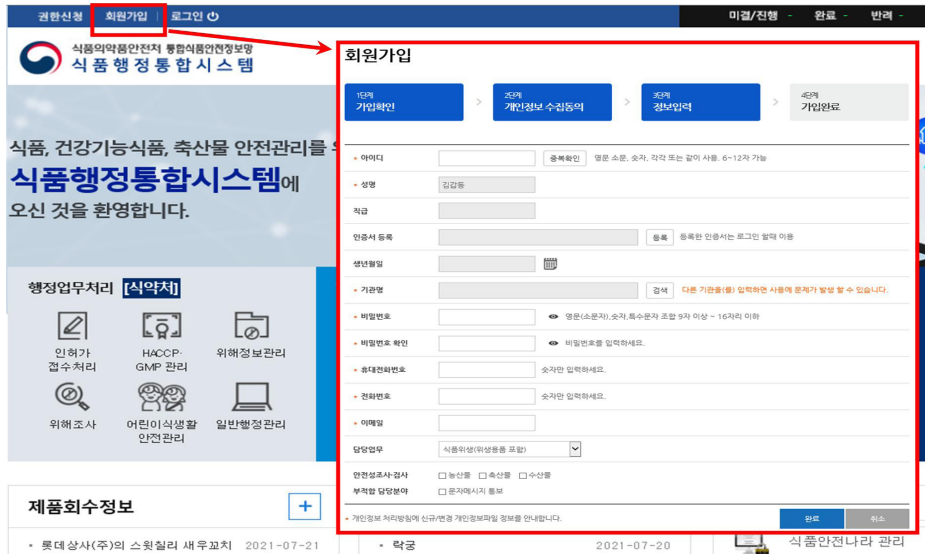 권한신청 회원가입 로그인
미결/진행 - 완료 - 반려 -
식품의약품안전처 통합식품안전정보망
식품행정통합시스템
식품, 건강기능식품, 축산물 안전관리를
식품행정통합시스템에
오신 것을 환영합니다.
행정업무처리 [식약처]
인허가
접수처리
HACCP·
GMP 관리
위해정보관리
위해조사
어린이식생활
안전관리
일반행정관리
제품회수정보 +
• 롯데상사(주)의 스윗칠리 새우꼬치 2021-07-21
회원가입
1단계
가입확인
>
2단계
개인정보 수집동의
>
3단계
정보입력
>
4단계
가입완료
• 아이디 중복확인 영문 소문, 숫자, 각각 또는 같이 사용. 6~12자 가능
• 성명 김갑동
직급
인증서 등록 등록 등록한 인증서는 로그인 할때 이용
생년월일
• 기관명 검색 다른 기관을(를) 입력하면 사용에 문제가 발생 할 수 있습니다.
• 비밀번호 영문(소문자),숫자,특수문자 조합 9자 이상 ~ 16자리 이하
• 비밀번호 확인 비밀번호를 입력하세요.
• 휴대전화번호 숫자만 입력하세요.
• 전화번호 숫자만 입력하세요.
• 이메일
담당업무 식품위생(위생용품 포함)
안전성조사·검사 농산물 축산물 수산물
부적합 담당분야 문자메시지 통보
• 개인정보 처리방침에 신규/변경 개인정보파일 정보를 안내합니다.
완료 취소
• 락궁 2021-07-20
식품안전나라 관리